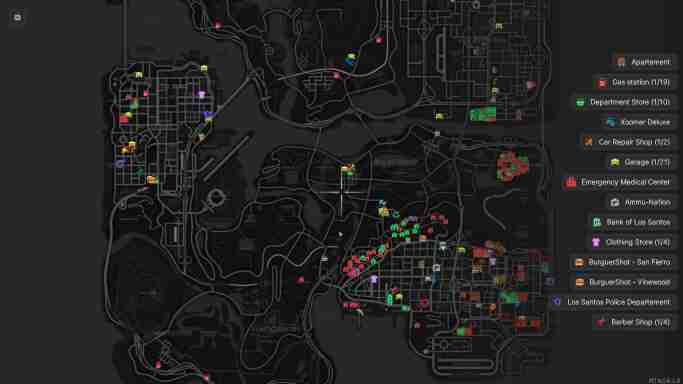 Apartement
Gas station (1/19)
Department Store (1/10)
Xoomer Deluxe
Car Repair Shop (1/2)
Garage (1/21)
Emergency Medical Center
Ammu-Nation
Bank of Los Santos
Clothing Store (1/4)
BurguerShot - San Fierro
BurguerShot - Vinewood
Los Santos Police Departement
Barber Shop (1/4)